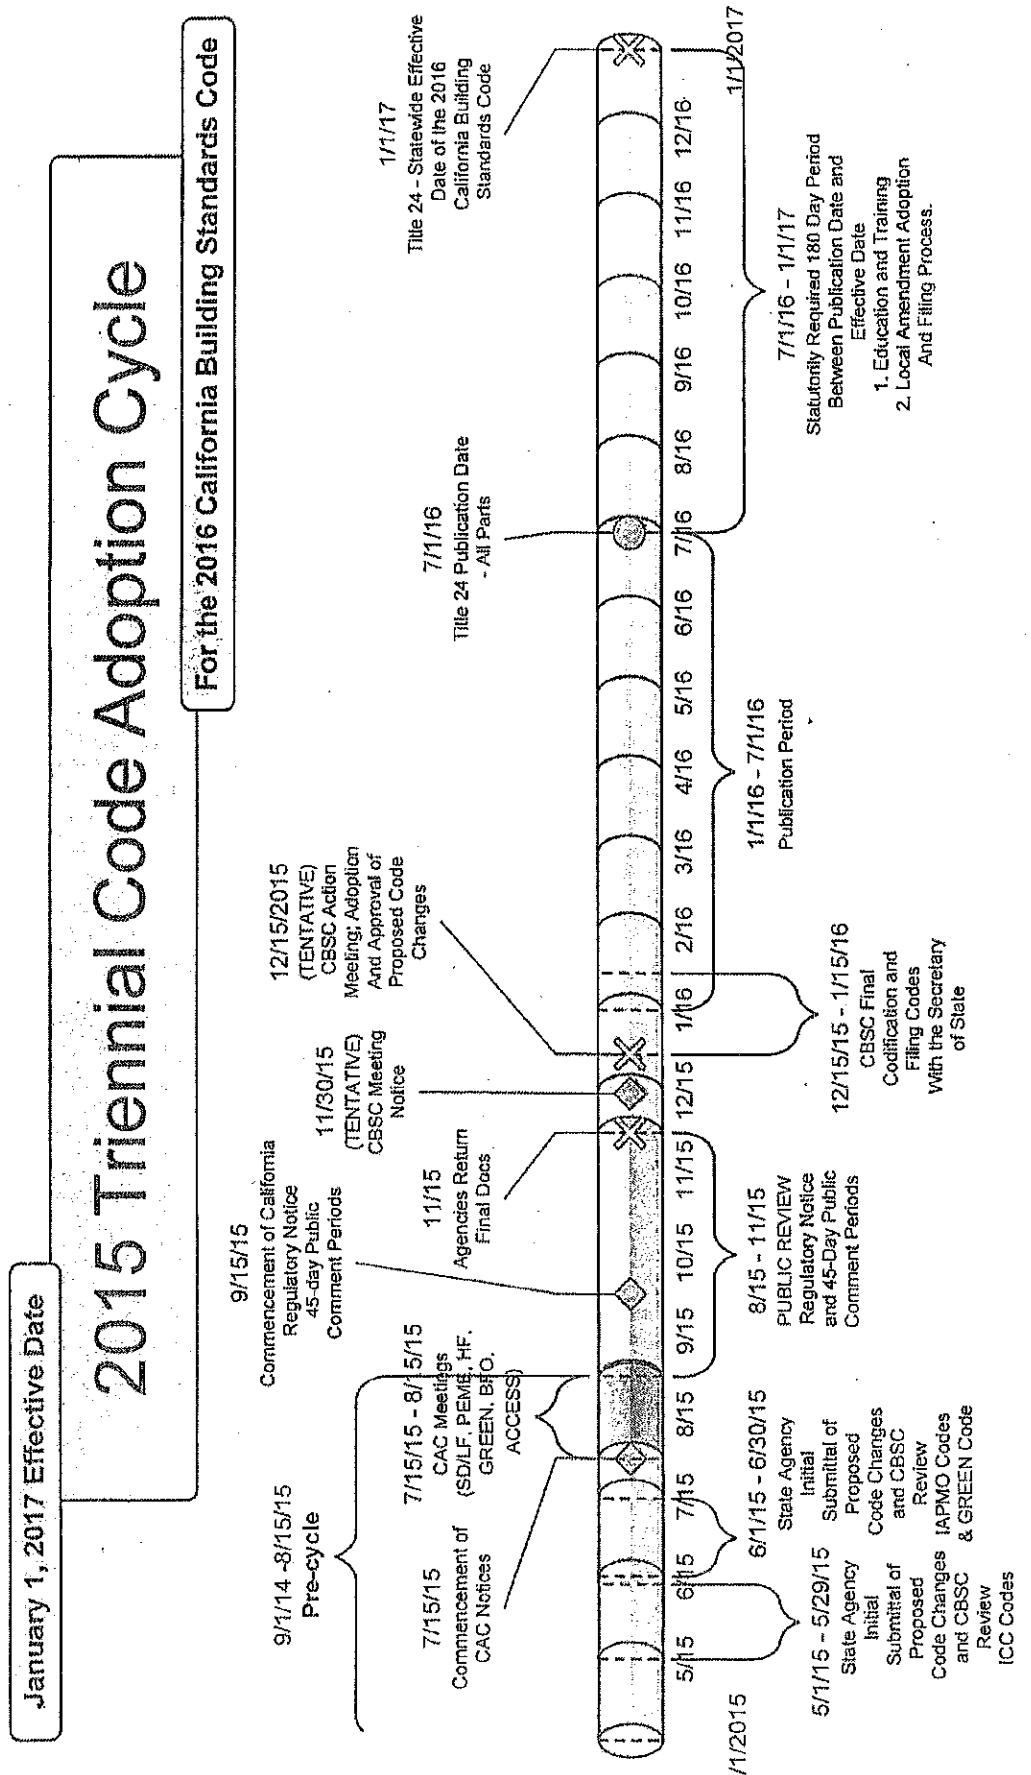 January 1, 2017 Effective Date
2015 Triennial Code Adoption Cycle
For the 2016 California Building Standards Code
9/1/14 -8/15/15
Pre-cycle
7/15/15
Commencement of
CAC Notices
7/15/15 - 8/15/15
CAC Meetings
(SD/LF, PEME, HF,
GREEN, BFO,
ACCESS)
9/15/15
Commencement of California
Regulatory Notice
45-day Public
Comment Periods
11/15
Agencies Return
Final Docs
11/30/15
(TENTATIVE)
CBSC Meeting
Notice
12/15/2015
(TENTATIVE)
CBSC Action
Meeting; Adoption
And Approval of
Proposed Code
Changes
7/1/16
Title 24 Publication Date
- All Parts
1/1/17
Title 24 - Statewide Effective
Date of the 2016
California Building
Standards Code
/1/2015
5/15
6/15
7/15
8/15
9/15
10/15
11/15
12/15
1/16
2/16
3/16
4/16
5/16
6/16
7/16
8/16
9/16
10/16
11/16
12/16
1/1/2017
5/1/15 - 5/29/15
State Agency
Initial
Submittal of
Proposed
Code Changes
and CBSC
Review
ICC Codes
6/1/15 - 6/30/15
State Agency
Initial
Submittal of
Proposed
Code Changes
and CBSC
Review
IAPMO Codes
& GREEN Code
8/15 - 11/15
PUBLIC REVIEW
Regulatory Notice
and 45-Day Public
Comment Periods
12/15/15 - 1/15/16
CBSC Final
Codification and
Filing Codes
With the Secretary
of State
1/1/16 - 7/1/16
Publication Period
7/1/16 - 1/1/17
Statutorily Required 180 Day Period
Between Publication Date and
Effective Date
1. Education and Training
2. Local Amendment Adoption
And Filing Process.